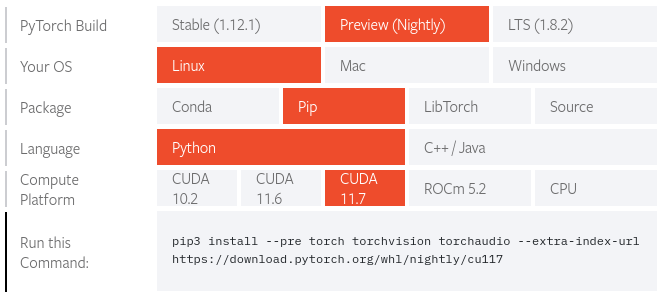 PyTorch Build
Stable (1.12.1)
Preview (Nightly)
LTS (1.8.2)
Your OS
Linux
Mac
Windows
Package
Conda
Pip
LibTorch
Source
Language
Python
C++ / Java
Compute
Platform
CUDA
10.2
CUDA
11.6
CUDA
11.7
ROCm 5.2
CPU
Run this
Command:
pip3 install --pre torch torchvision torchaudio --extra-index-url
https://download.pytorch.org/whl/nightly/cu117